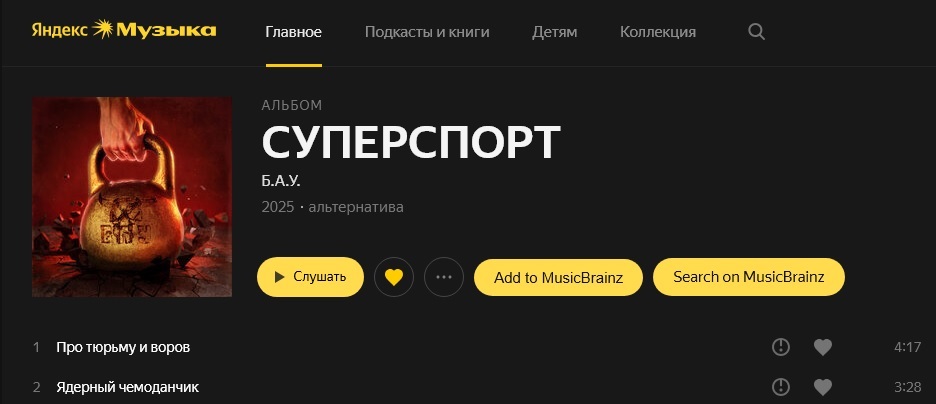 Яндекс Музыка
Главное Подкасты и книги Детям Коллекция
АЛЬБОМ
СУПЕРСПОРТ
Б.А.У.
2025 · альтернатива
Слушать Add to MusicBrainz Search on MusicBrainz
1 Про тюрьму и воров 4:17
2 Ядерный чемоданчик 3:28